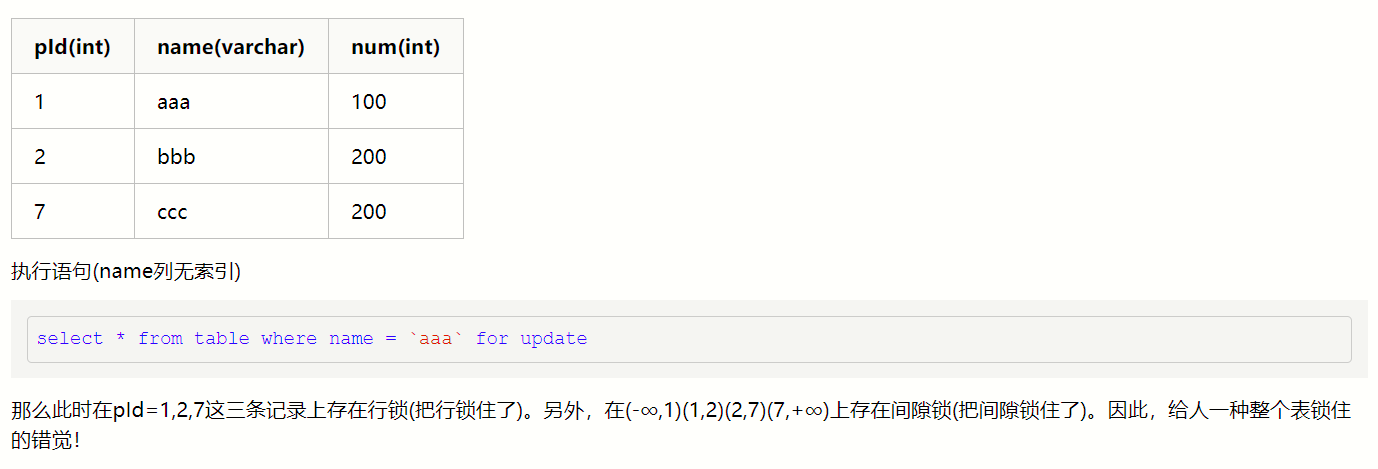 pId(int) name(varchar) num(int)
1 aaa 100
2 bbb 200
7 ccc 200
执行语句(name列无索引)
select * from table where name = `aaa` for update
那么此时在pId=1,2,7这三条记录上存在行锁(把行锁住了)。另外，在(-∞,1)(1,2)(2,7)(7,+∞)上存在间隙锁(把间隙锁住了)。因此，给人一种整个表锁住
的错觉！